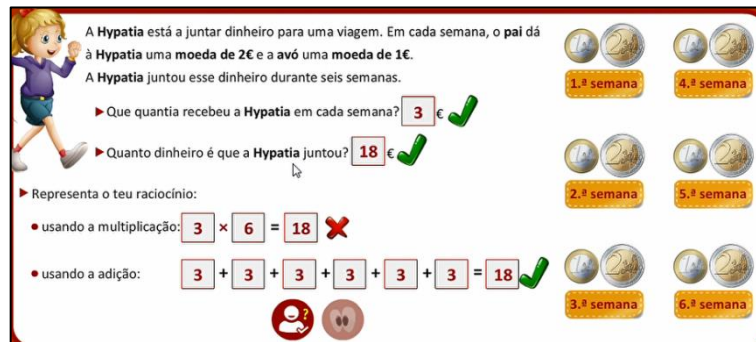 A Hypatia está a juntar dinheiro para uma viagem. Em cada semana, o pai dá
à Hypatia uma moeda de 2€ e a avó uma moeda de 1€.
A Hypatia juntou esse dinheiro durante seis semanas.
▶ Que quantia recebeu a Hypatia em cada semana? 3 €
▶ Quanto dinheiro é que a Hypatia juntou? 18 €
▶ Representa o teu raciocínio:
• usando a multiplicação: 3 × 6 = 18
• usando a adição: 3 + 3 + 3 + 3 + 3 + 3 = 18
?
1.ª semana
4.ª semana
2.ª semana
5.ª semana
3.ª semana
6.ª semana